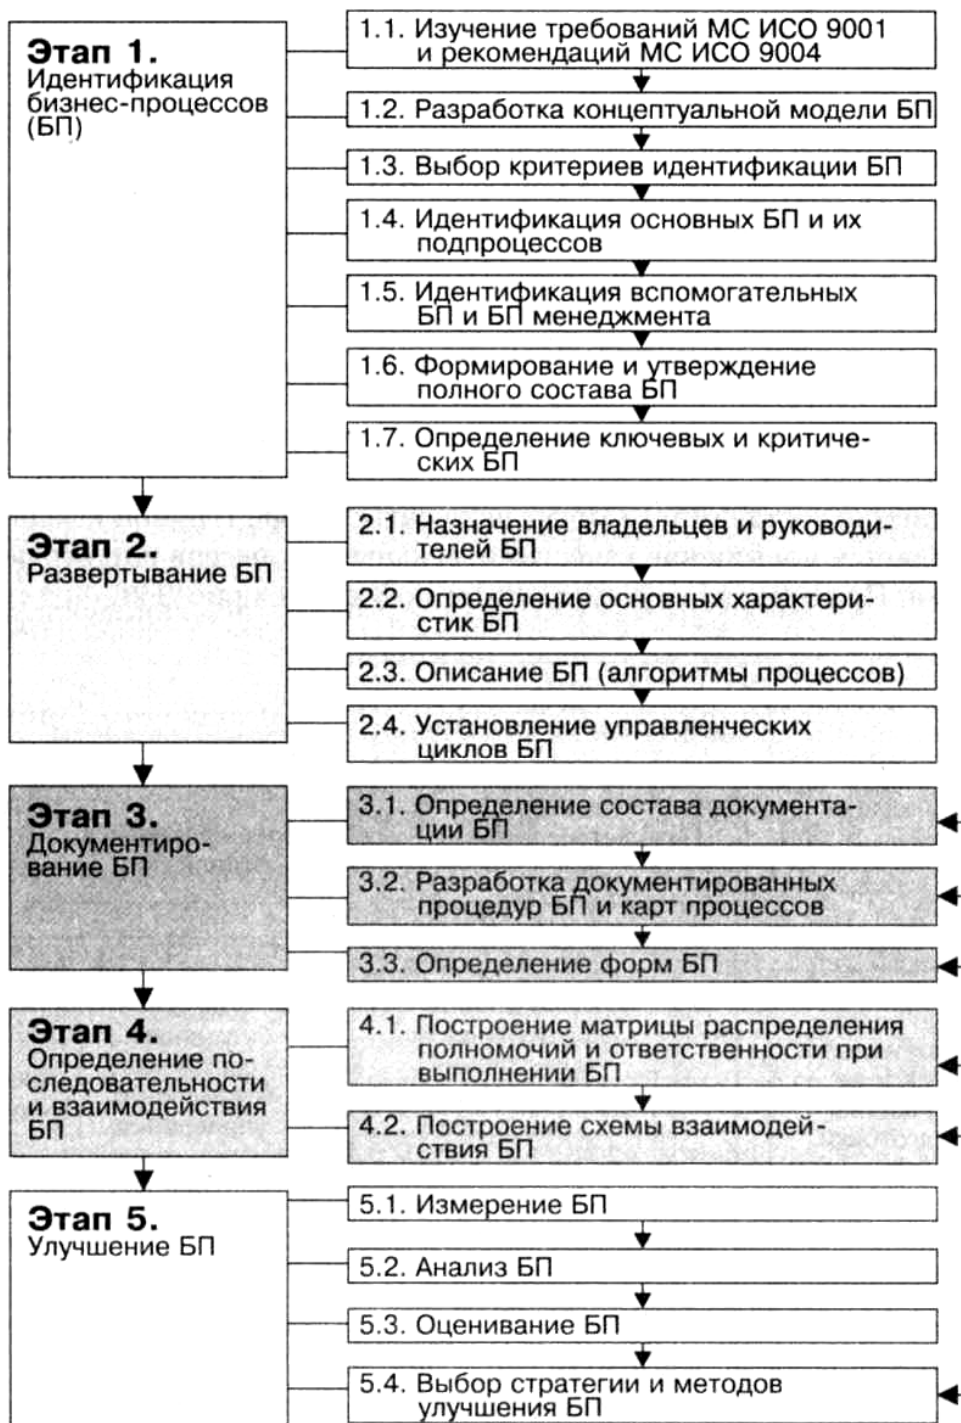 Этап 1.
Идентификация
бизнес-процессов
(БП)
1.1. Изучение требований МС ИСО 9001
и рекомендаций МС ИСО 9004
1.2. Разработка концептуальной модели БП
1.3. Выбор критериев идентификации БП
1.4. Идентификация основных БП и их
подпроцессов
1.5. Идентификация вспомогательных
БП и БП менеджмента
1.6. Формирование и утверждение
полного состава БП
1.7. Определение ключевых и критиче-
ских БП
Этап 2.
Развертывание БП
2.1. Назначение владельцев и руководи-
телей БП
2.2. Определение основных характери-
стик БП
2.3. Описание БП (алгоритмы процессов)
2.4. Установление управленческих
циклов БП
Этап 3.
Документиро-
вание БП
3.1. Определение состава документа-
ции БП
3.2. Разработка документированных
процедур БП и карт процессов
3.3. Определение форм БП
Этап 4.
Определение по-
следовательности
и взаимодействия
БП
4.1. Построение матрицы распределения
полномочий и ответственности при
выполнении БП
4.2. Построение схемы взаимодей-
ствия БП
Этап 5.
Улучшение БП
5.1. Измерение БП
5.2. Анализ БП
5.3. Оценивание БП
5.4. Выбор стратегии и методов
улучшения БП